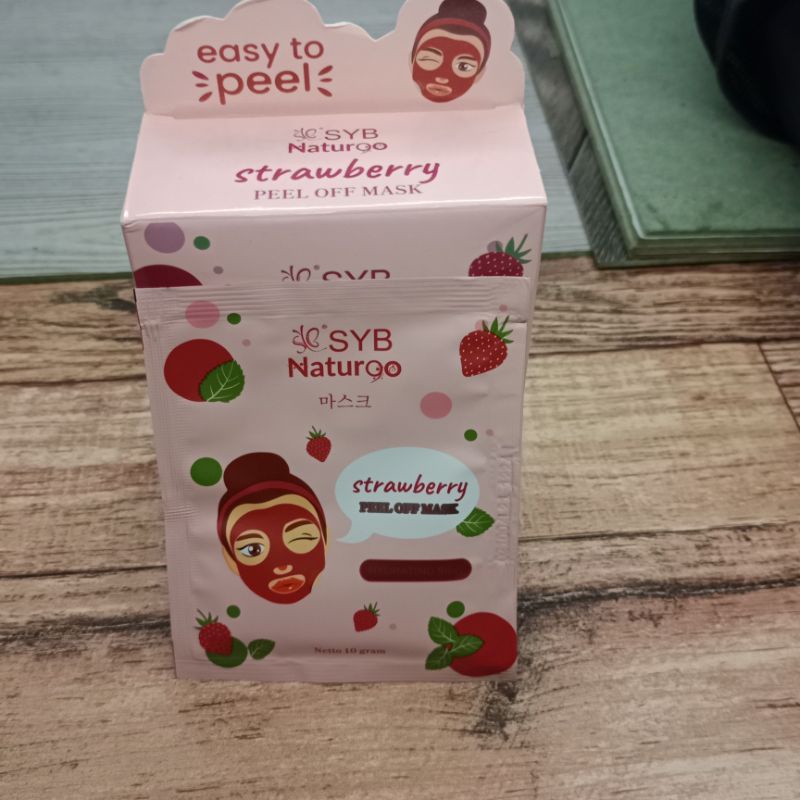 easy to
peel
SYB
Naturgo
strawberry
PEEL OFF MASK
SYB
SYB
Naturgo
마스크
strawberry
PEEL OFF MASK
Netto 10 gram